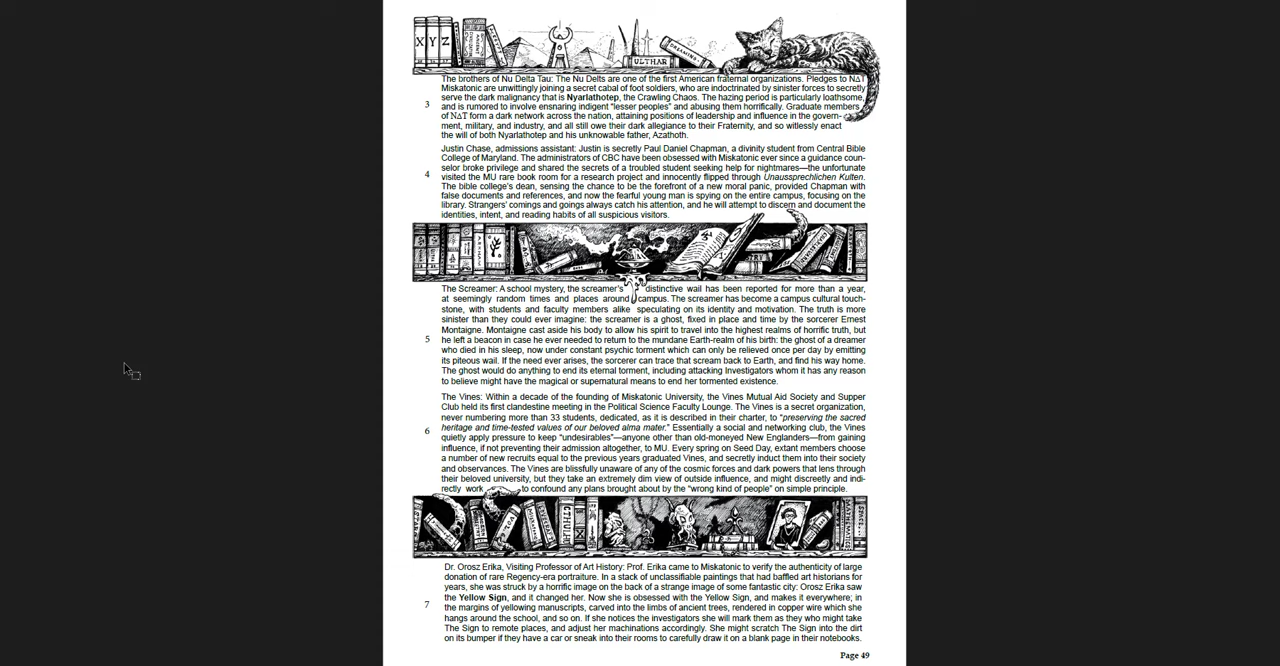 X Y Z
ULTHAR
DREAMING
The brothers of Nu Delta Tau: The Nu Delts are one of the first American fraternal organizations. Pledges to NΔT
Miskatonic are unwittingly joining a secret cabal of foot soldiers, who are indoctrinated by sinister forces to secretly
serve the dark malignancy that is Nyarlathotep, the Crawling Chaos. The hazing period is particularly loathsome,
3 and is rumored to involve ensnaring indigent “lesser peoples” and abusing them horrifically. Graduate members
of NΔT form a dark network across the nation, attaining positions of leadership and influence in the govern-
ment, military, and industry, and all still owe their dark allegiance to their Fraternity, and so witlessly enact
the will of both Nyarlathotep and his unknowable father, Azathoth.
Justin Chase, admissions assistant: Justin is secretly Paul Daniel Chapman, a divinity student from Central Bible
College of Maryland. The administrators of CBC have been obsessed with Miskatonic ever since a guidance coun-
selor broke privilege and shared the secrets of a troubled student seeking help for nightmares—the unfortunate
4 visited the MU rare book room for a research project and innocently flipped through Unaussprechlichen Kulten.
The bible college's dean, sensing the chance to be the forefront of a new moral panic, provided Chapman with
false documents and references, and now the fearful young man is spying on the entire campus, focusing on the
library. Strangers' comings and goings always catch his attention, and he will attempt to discern and document the
identities, intent, and reading habits of all suspicious visitors.
The Screamer: A school mystery, the screamer's distinctive wail has been reported for more than a year,
at seemingly random times and places around campus. The screamer has become a campus cultural touch-
stone, with students and faculty members alike speculating on its identity and motivation. The truth is more
sinister than they could ever imagine: the screamer is a ghost, fixed in place and time by the sorcerer Ernest
Montaigne. Montaigne cast aside his body to allow his spirit to travel into the highest realms of horrific truth, but
5 he left a beacon in case he ever needed to return to the mundane Earth-realm of his birth: the ghost of a dreamer
who died in his sleep, now under constant psychic torment which can only be relieved once per day by emitting
its piteous wail. If the need ever arises, the sorcerer can trace that scream back to Earth, and find his way home.
The ghost would do anything to end its eternal torment, including attacking Investigators whom it has any reason
to believe might have the magical or supernatural means to end her tormented existence.
The Vines: Within a decade of the founding of Miskatonic University, the Vines Mutual Aid Society and Supper
Club held its first clandestine meeting in the Political Science Faculty Lounge. The Vines is a secret organization,
never numbering more than 33 students, dedicated, as it is described in their charter, to “preserving the sacred
6 heritage and time-tested values of our beloved alma mater.” Essentially a social and networking club, the Vines
quietly apply pressure to keep “undesirables”—anyone other than old-moneyed New Englanders—from gaining
influence, if not preventing their admission altogether, to MU. Every spring on Seed Day, extant members choose
a number of new recruits equal to the previous years graduated Vines, and secretly induct them into their society
and observances. The Vines are blissfully unaware of any of the cosmic forces and dark powers that lens through
their beloved university, but they take an extremely dim view of outside influence, and might discreetly and indi-
rectly work to confound any plans brought about by the “wrong kind of people” on simple principle.
CTHULHU
MATHEMATICS
SPACE
Dr. Orosz Erika, Visiting Professor of Art History: Prof. Erika came to Miskatonic to verify the authenticity of large
donation of rare Regency-era portraiture. In a stack of unclassifiable paintings that had baffled art historians for
years, she was struck by a horrific image on the back of a strange image of some fantastic city: Orosz Erika saw
the Yellow Sign, and it changed her. Now she is obsessed with the Yellow Sign, and makes it everywhere; in
7 the margins of yellowing manuscripts, carved into the limbs of ancient trees, rendered in copper wire which she
hangs around the school, and so on. If she notices the investigators she will mark them as they who might take
The Sign to remote places, and adjust her machinations accordingly. She might scratch The Sign into the dirt
on its bumper if they have a car or sneak into their rooms to carefully draw it on a blank page in their notebooks.
Page 49